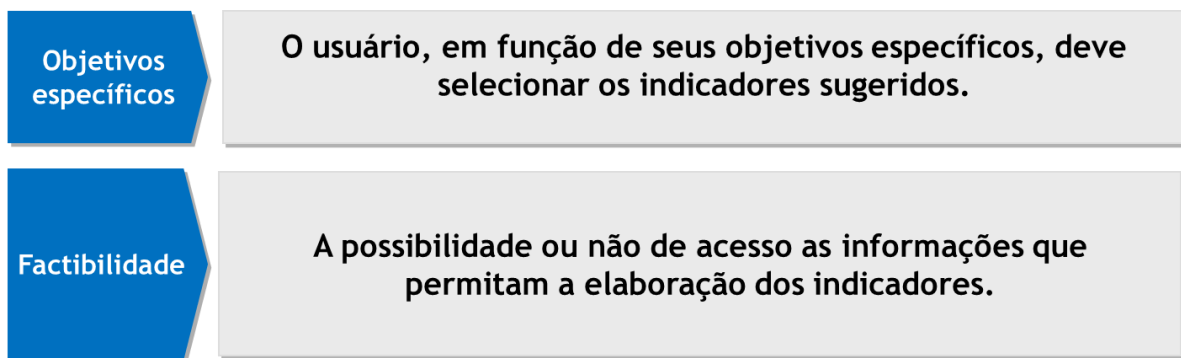 Objetivos
específicos
O usuário, em função de seus objetivos específicos, deve
selecionar os indicadores sugeridos.
Factibilidade
A possibilidade ou não de acesso as informações que
permitam a elaboração dos indicadores.